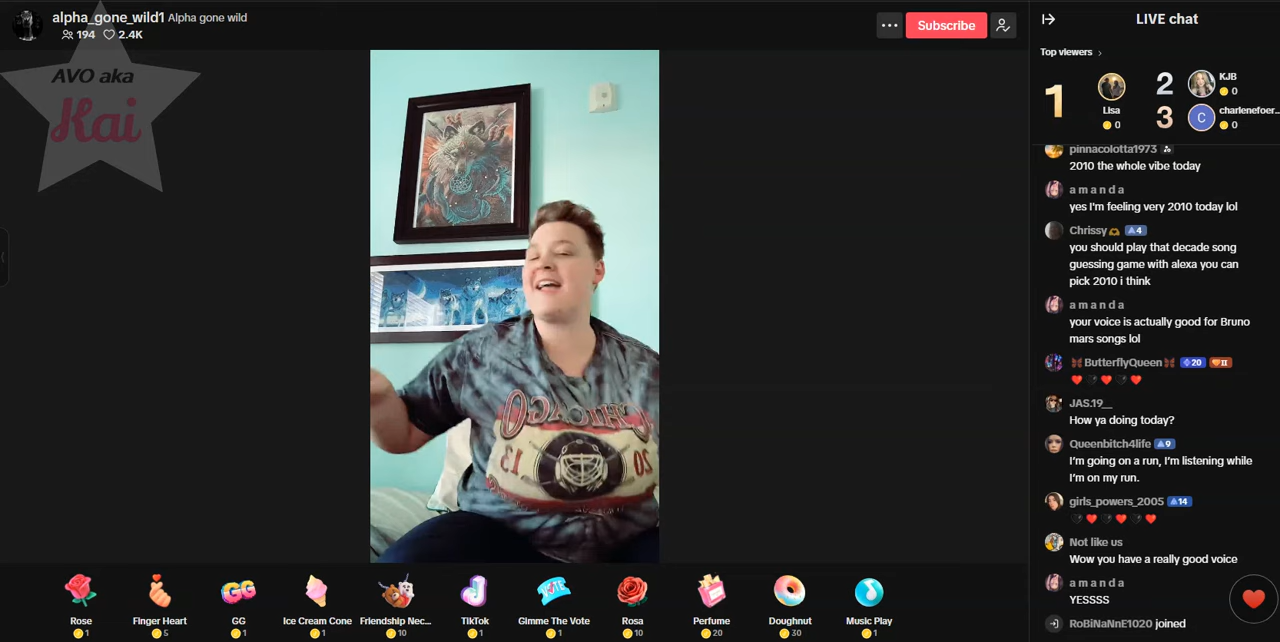 alpha_gone_wild1 Alpha gone wild
194 2.4K
AVO aka
Kai
Subscribe
LIVE chat
Top viewers
1
Lisa
0
2
KJB
0
3
C
charlenefoer...
0
pinnacolotta1973
2010 the whole vibe today
a m a n d a
yes I'm feeling very 2010 today lol
Chrissy 4
you should play that decade song
guessing game with alexa you can
pick 2010 i think
a m a n d a
your voice is actually good for Bruno
mars songs lol
ButterflyQueen 20 II
JAS.19__
How ya doing today?
Queenbitch4life 9
I'm going on a run, I'm listening while
I'm on my run.
girls_powers_2005 14
Not like us
Wow you have a really good voice
a m a n d a
YESSSS
RoBiNaNnE1020 joined
CHICAGO
20 13
GG
TikTok
Rose
1
Finger Heart
5
GG
1
Ice Cream Cone
1
Friendship Nec...
10
TikTok
1
Gimme The Vote
1
Rosa
10
Perfume
20
Doughnut
30
Music Play
1